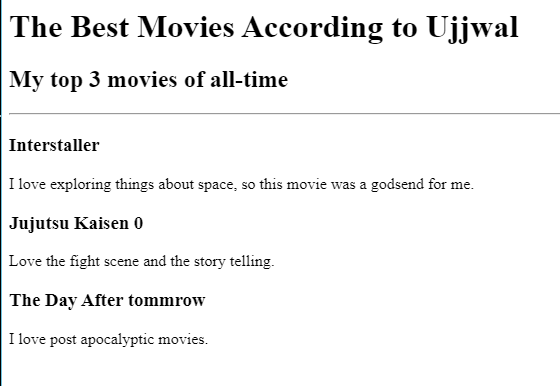 The Best Movies According to Ujjwal
My top 3 movies of all-time
Interstaller
I love exploring things about space, so this movie was a godsend for me.
Jujutsu Kaisen 0
Love the fight scene and the story telling.
The Day After tommrow
I love post apocalyptic movies.